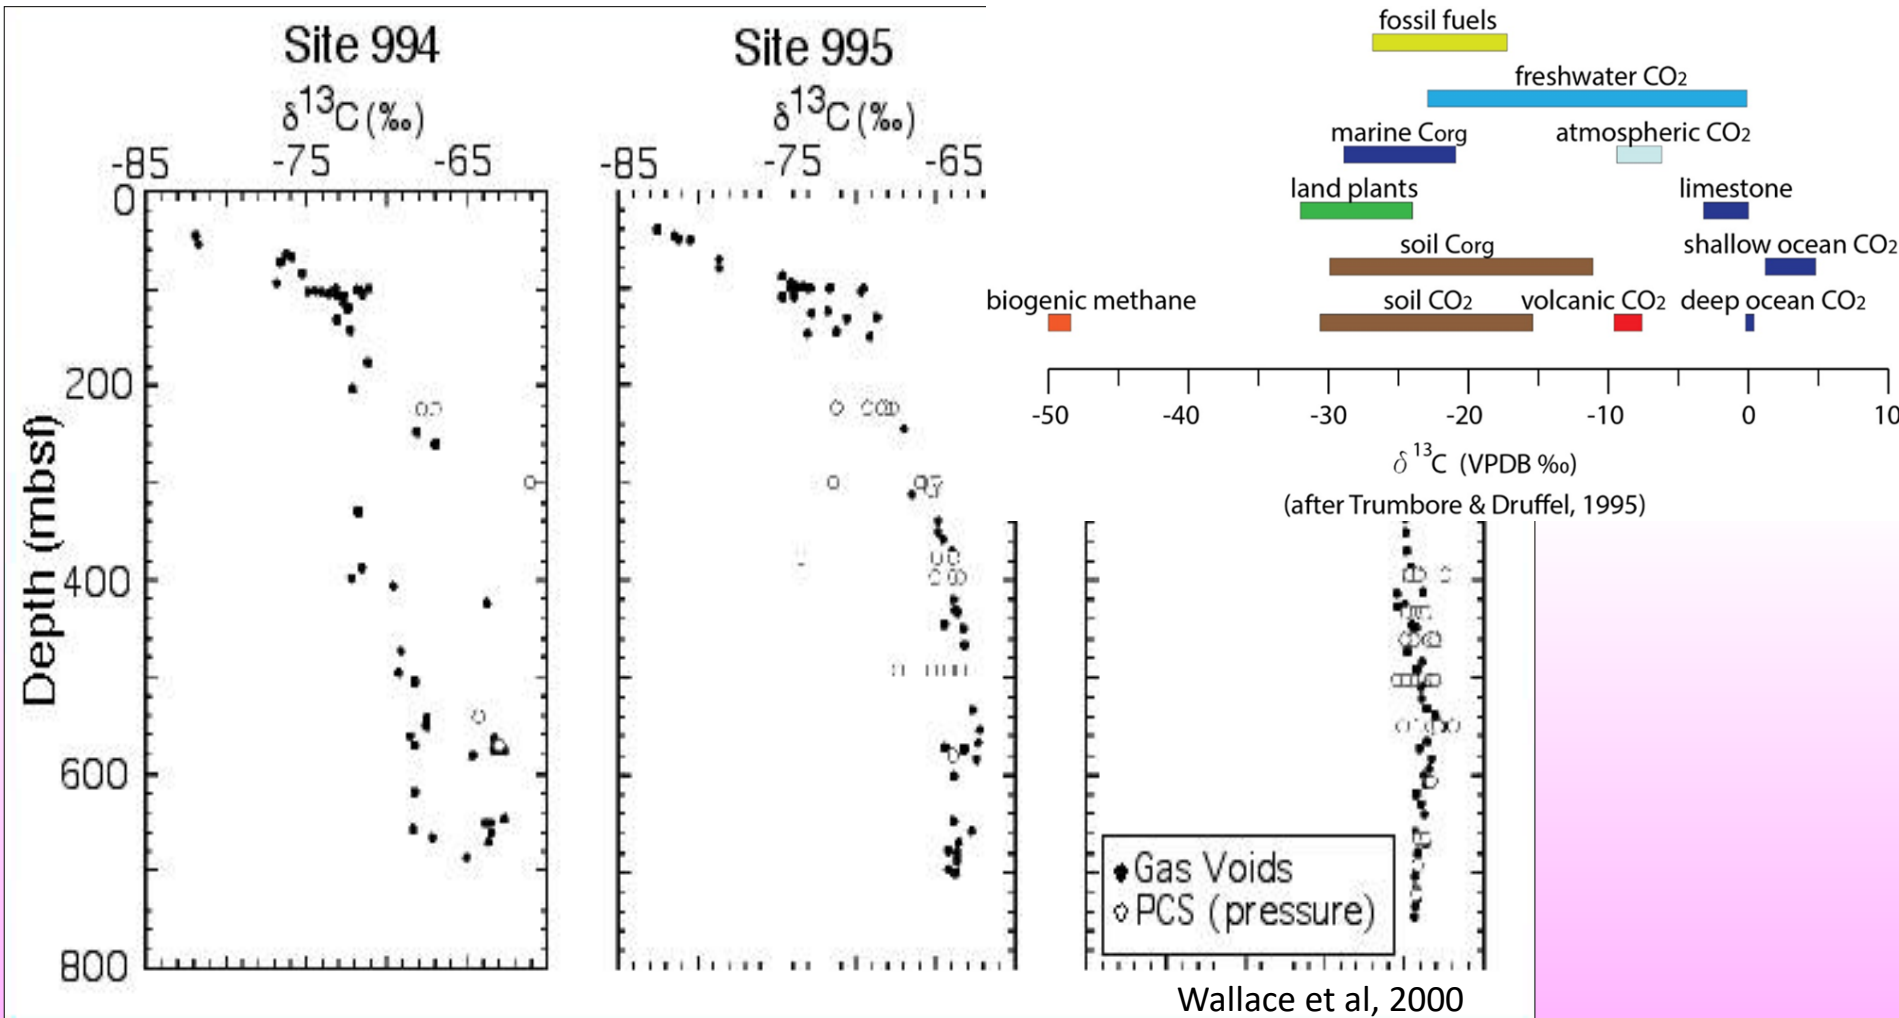 Site 994
δ13C (‰)
-85 -75 -65
Site 995
δ13C (‰)
-85 -75 -65
Depth (mbsf)
0
200
400
600
800
Gas Voids
PCS (pressure)
Wallace et al, 2000
fossil fuels
freshwater CO2
marine Corg atmospheric CO2
land plants limestone
soil Corg shallow ocean CO2
biogenic methane soil CO2 volcanic CO2 deep ocean CO2
-50 -40 -30 -20 -10 0 10
δ 13C (VPDB ‰)
(after Trumbore & Druffel, 1995)